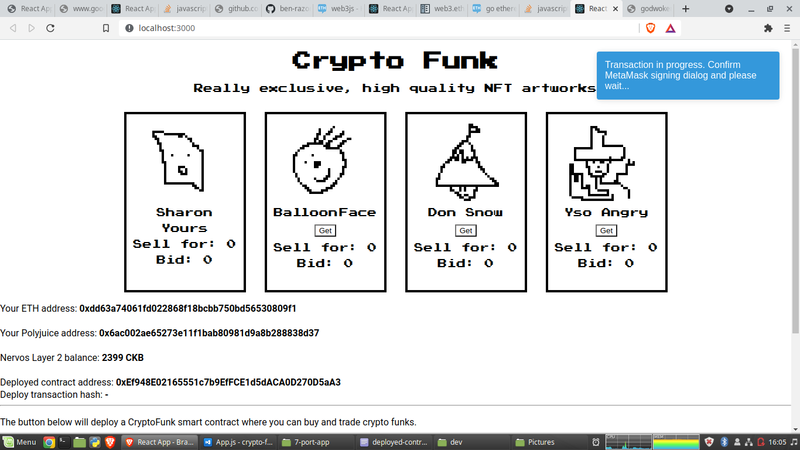 React App
www.goo
React Ap
javascrip
github.co
ben-razo
web3js -
React Ap
web3.eth
go ethere
javascrip
React
godwoke
localhost:3000
Crypto Funk
Really exclusive, high quality NFT artworks
Transaction in progress. Confirm
MetaMask signing dialog and please
wait...
Sharon
Yours
Sell for: 0
Bid: 0
BalloonFace
Get
Sell for: 0
Bid: 0
Don Snow
Get
Sell for: 0
Bid: 0
Yso Angry
Get
Sell for: 0
Bid: 0
Your ETH address: 0xdd63a74061fd022868f18bcbb750bd56530809f1
Your Polyjuice address: 0x6ac002ae65273e11f1bab80981d9a8b288838d37
Nervos Layer 2 balance: 2399 CKB
Deployed contract address: 0xEf948E02165551c7b9EfFCE1d5dACA0D270D5aA3
Deploy transaction hash: -
The button below will deploy a CryptoFunk smart contract where you can buy and trade crypto funks.
Menu
React App - Bra...
App.js - crypto-f...
7-port-app
deployed-contr...
dev
Pictures
16:05